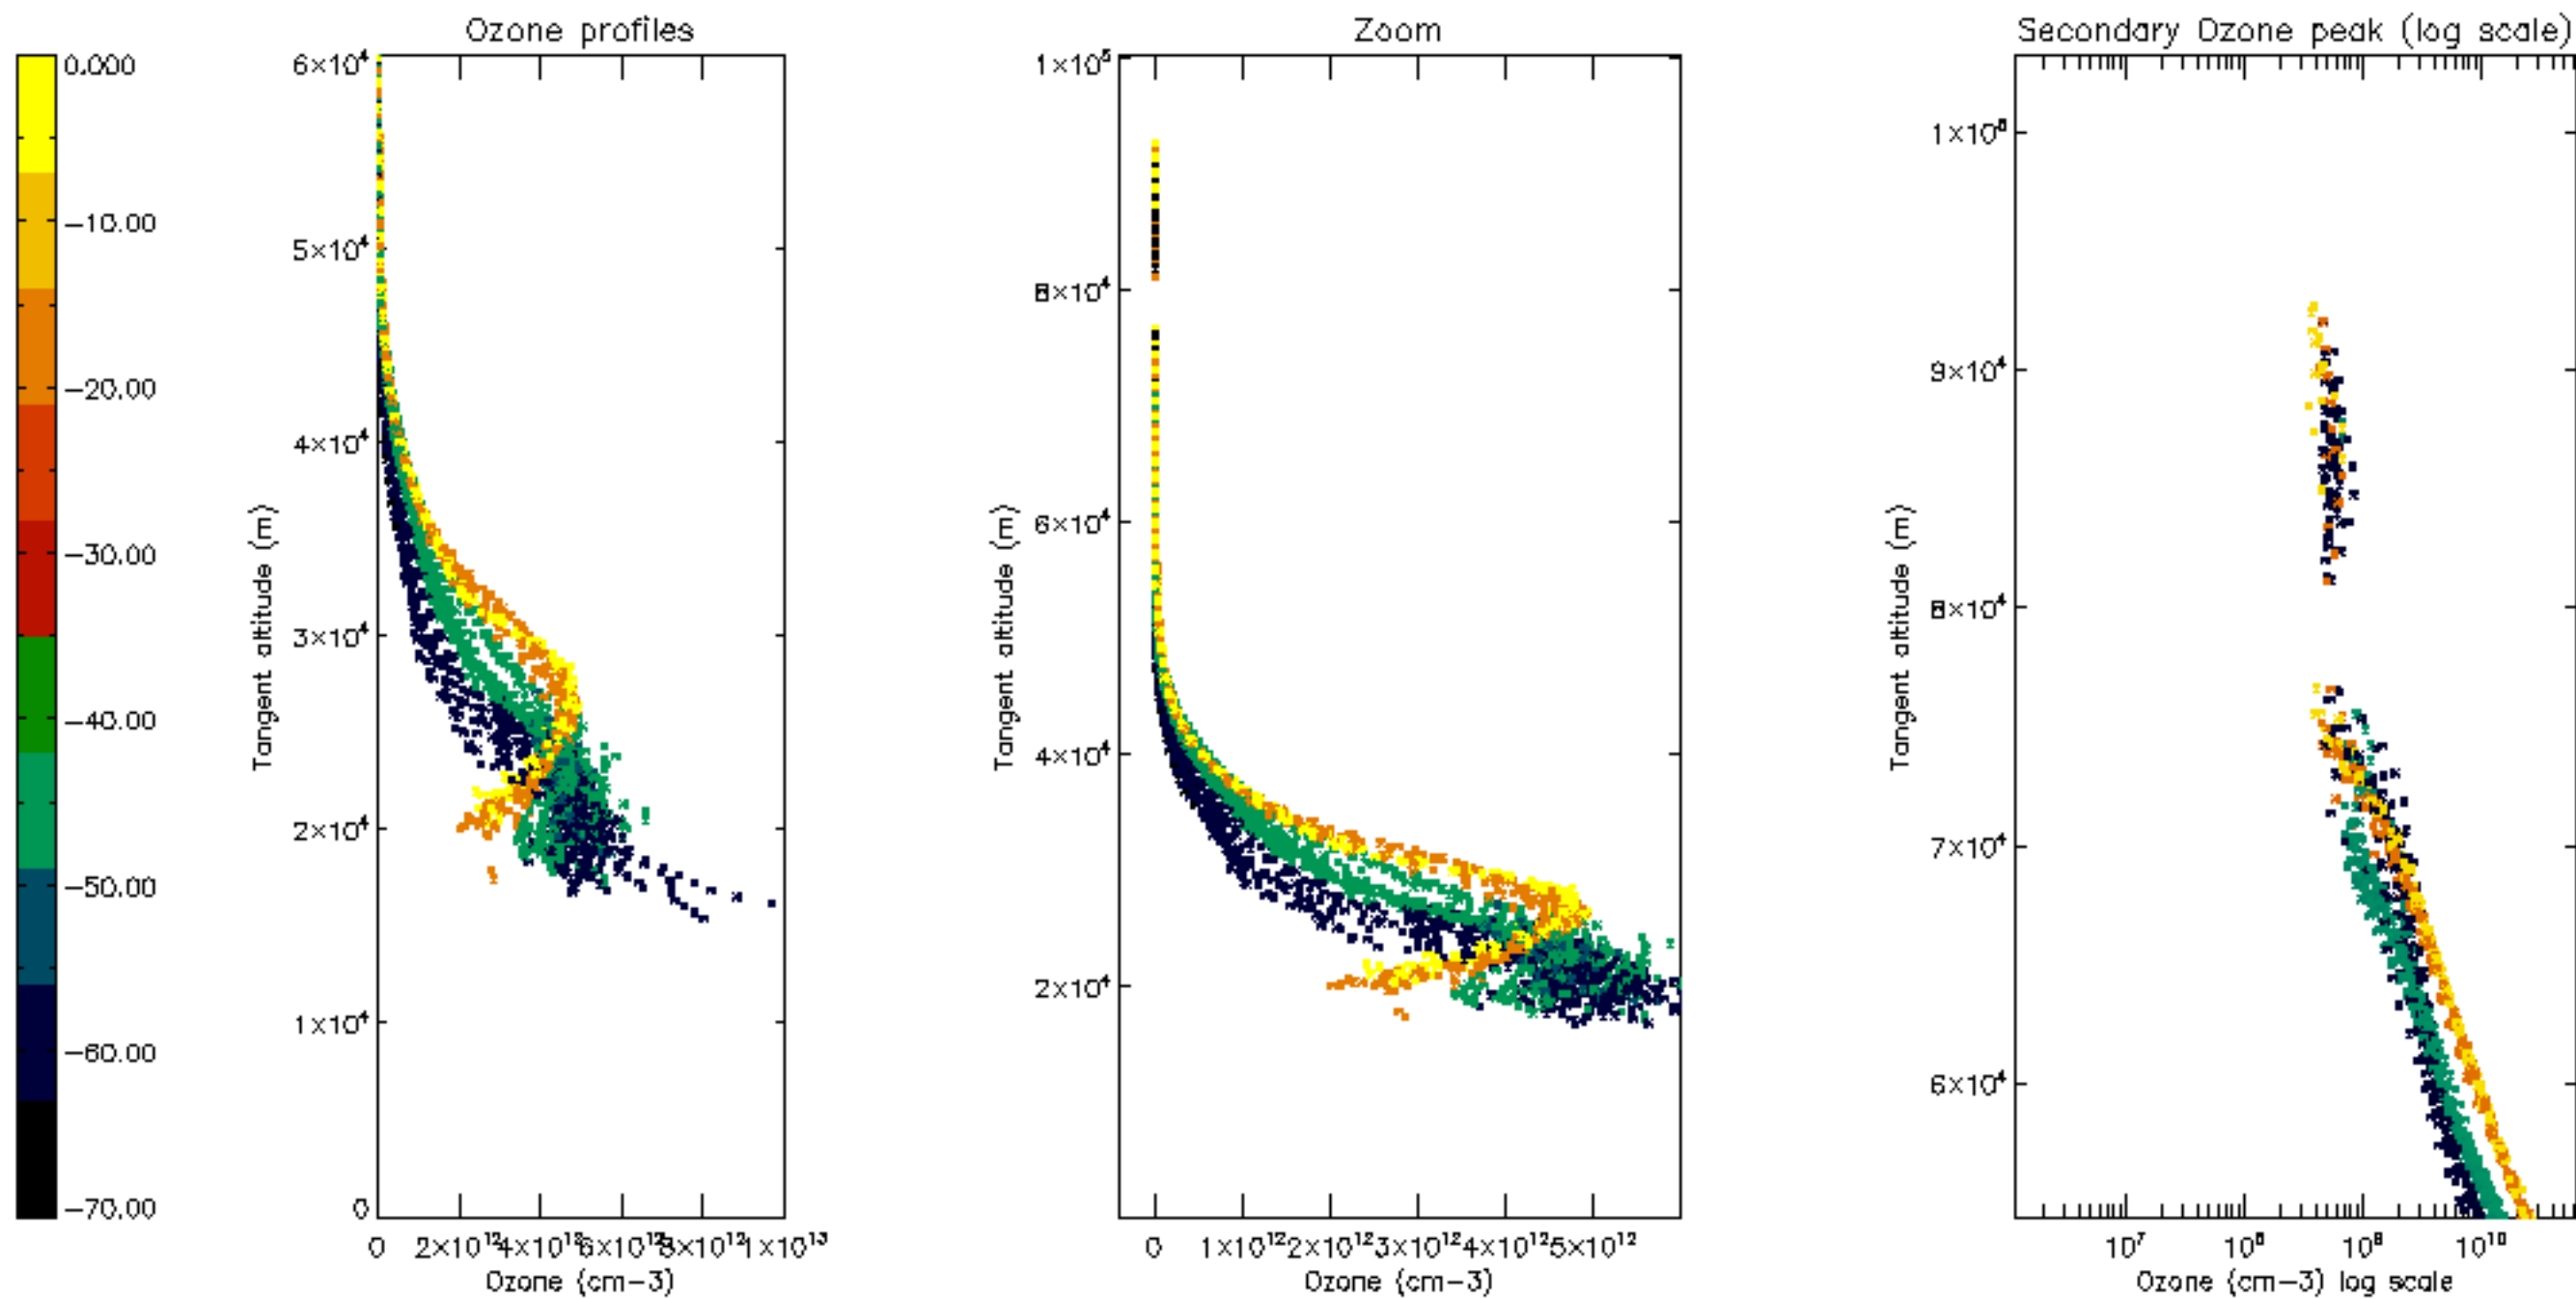 Ozone profiles
Zoom
Secondary Ozone peak (log scale)
0.000
−10.00
−20.00
−30.00
−40.00
−50.00
−60.00
−70.00
Tangent altitude (m)
6×10⁴
5×10⁴
4×10⁴
3×10⁴
2×10⁴
1×10⁴
0
0 2×10¹² 4×10¹² 6×10¹² 8×10¹² 1×10¹³
Ozone (cm−3)
Tangent altitude (m)
1×10⁵
8×10⁴
6×10⁴
4×10⁴
2×10⁴
0 1×10¹² 2×10¹² 3×10¹² 4×10¹² 5×10¹²
Ozone (cm−3)
Tangent altitude (m)
1×10⁵
9×10⁴
8×10⁴
7×10⁴
6×10⁴
10⁷ 10⁸ 10⁹ 10¹⁰
Ozone (cm−3) log scale